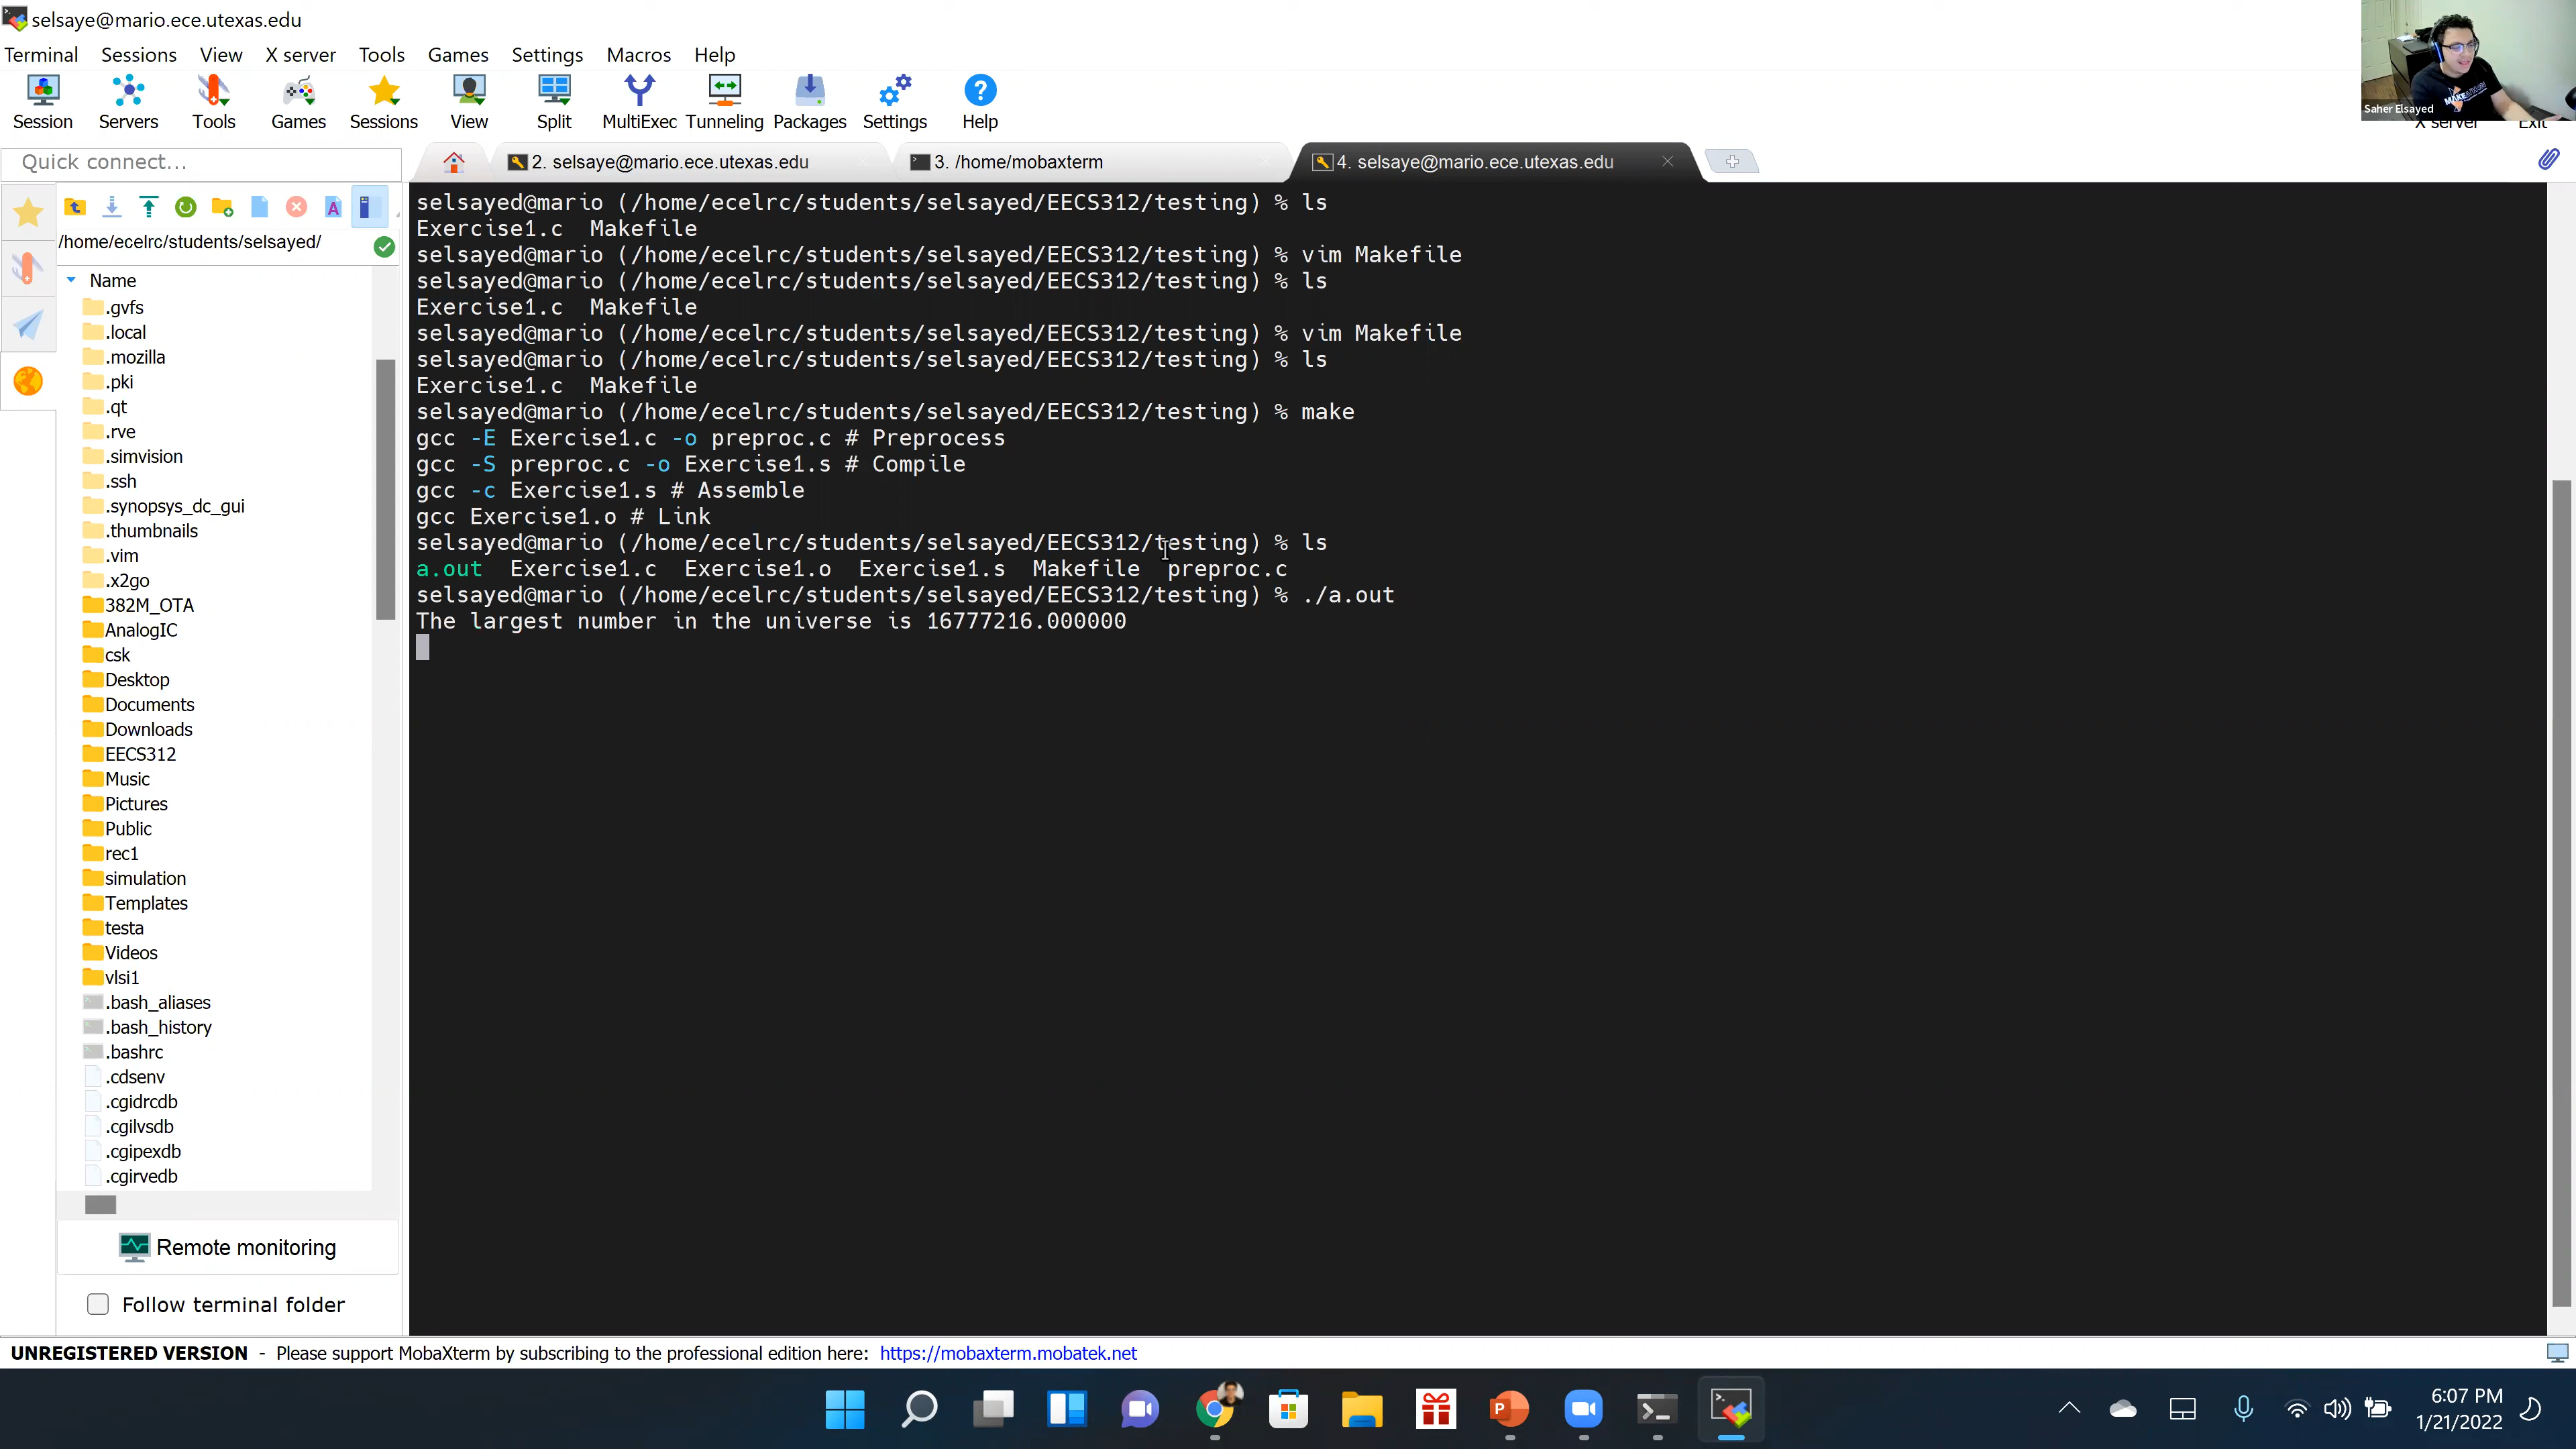 selsaye@mario.ece.utexas.edu
Terminal Sessions View X server Tools Games Settings Macros Help
Session Servers Tools Games Sessions View Split MultiExec Tunneling Packages Settings Help
X server Exit
Saher Elsayed
Quick connect...
2. selsaye@mario.ece.utexas.edu
3. /home/mobaxterm
4. selsaye@mario.ece.utexas.edu
/home/ecelrc/students/selsayed/
Name
.gvfs
.local
.mozilla
.pki
.qt
.rve
.simvision
.ssh
.synopsys_dc_gui
.thumbnails
.vim
.x2go
382M_OTA
AnalogIC
csk
Desktop
Documents
Downloads
EECS312
Music
Pictures
Public
rec1
simulation
Templates
testa
Videos
vlsi1
.bash_aliases
.bash_history
.bashrc
.cdsenv
.cgidrcdb
.cgilvsdb
.cgipexdb
.cgirvedb
Remote monitoring
Follow terminal folder
selsayed@mario (/home/ecelrc/students/selsayed/EECS312/testing) % ls
Exercise1.c Makefile
selsayed@mario (/home/ecelrc/students/selsayed/EECS312/testing) % vim Makefile
selsayed@mario (/home/ecelrc/students/selsayed/EECS312/testing) % ls
Exercise1.c Makefile
selsayed@mario (/home/ecelrc/students/selsayed/EECS312/testing) % vim Makefile
selsayed@mario (/home/ecelrc/students/selsayed/EECS312/testing) % ls
Exercise1.c Makefile
selsayed@mario (/home/ecelrc/students/selsayed/EECS312/testing) % make
gcc -E Exercise1.c -o preproc.c # Preprocess
gcc -S preproc.c -o Exercise1.s # Compile
gcc -c Exercise1.s # Assemble
gcc Exercise1.o # Link
selsayed@mario (/home/ecelrc/students/selsayed/EECS312/testing) % ls
a.out Exercise1.c Exercise1.o Exercise1.s Makefile preproc.c
selsayed@mario (/home/ecelrc/students/selsayed/EECS312/testing) % ./a.out
The largest number in the universe is 16777216.000000
UNREGISTERED VERSION - Please support MobaXterm by subscribing to the professional edition here: https://mobaxterm.mobatek.net
6:07 PM
1/21/2022